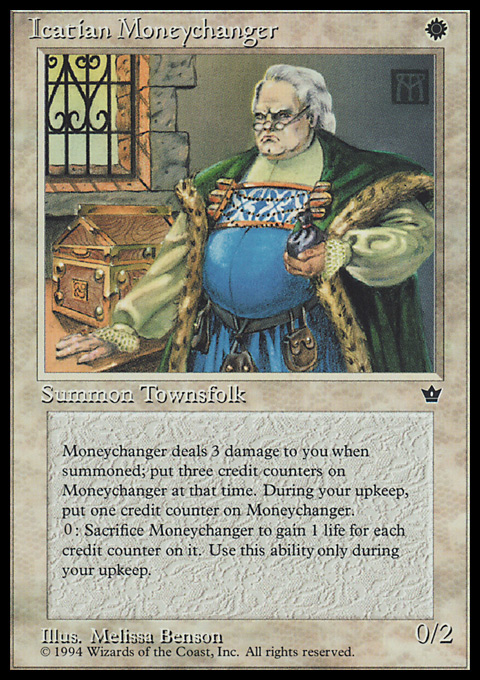 Icatian Moneychanger
Summon Townsfolk
Moneychanger deals 3 damage to you when
summoned; put three credit counters on
Moneychanger at that time. During your upkeep,
put one credit counter on Moneychanger.
0: Sacrifice Moneychanger to gain 1 life for each
credit counter on it. Use this ability only during
your upkeep.
Illus. Melissa Benson
0/2
© 1994 Wizards of the Coast, Inc. All rights reserved.